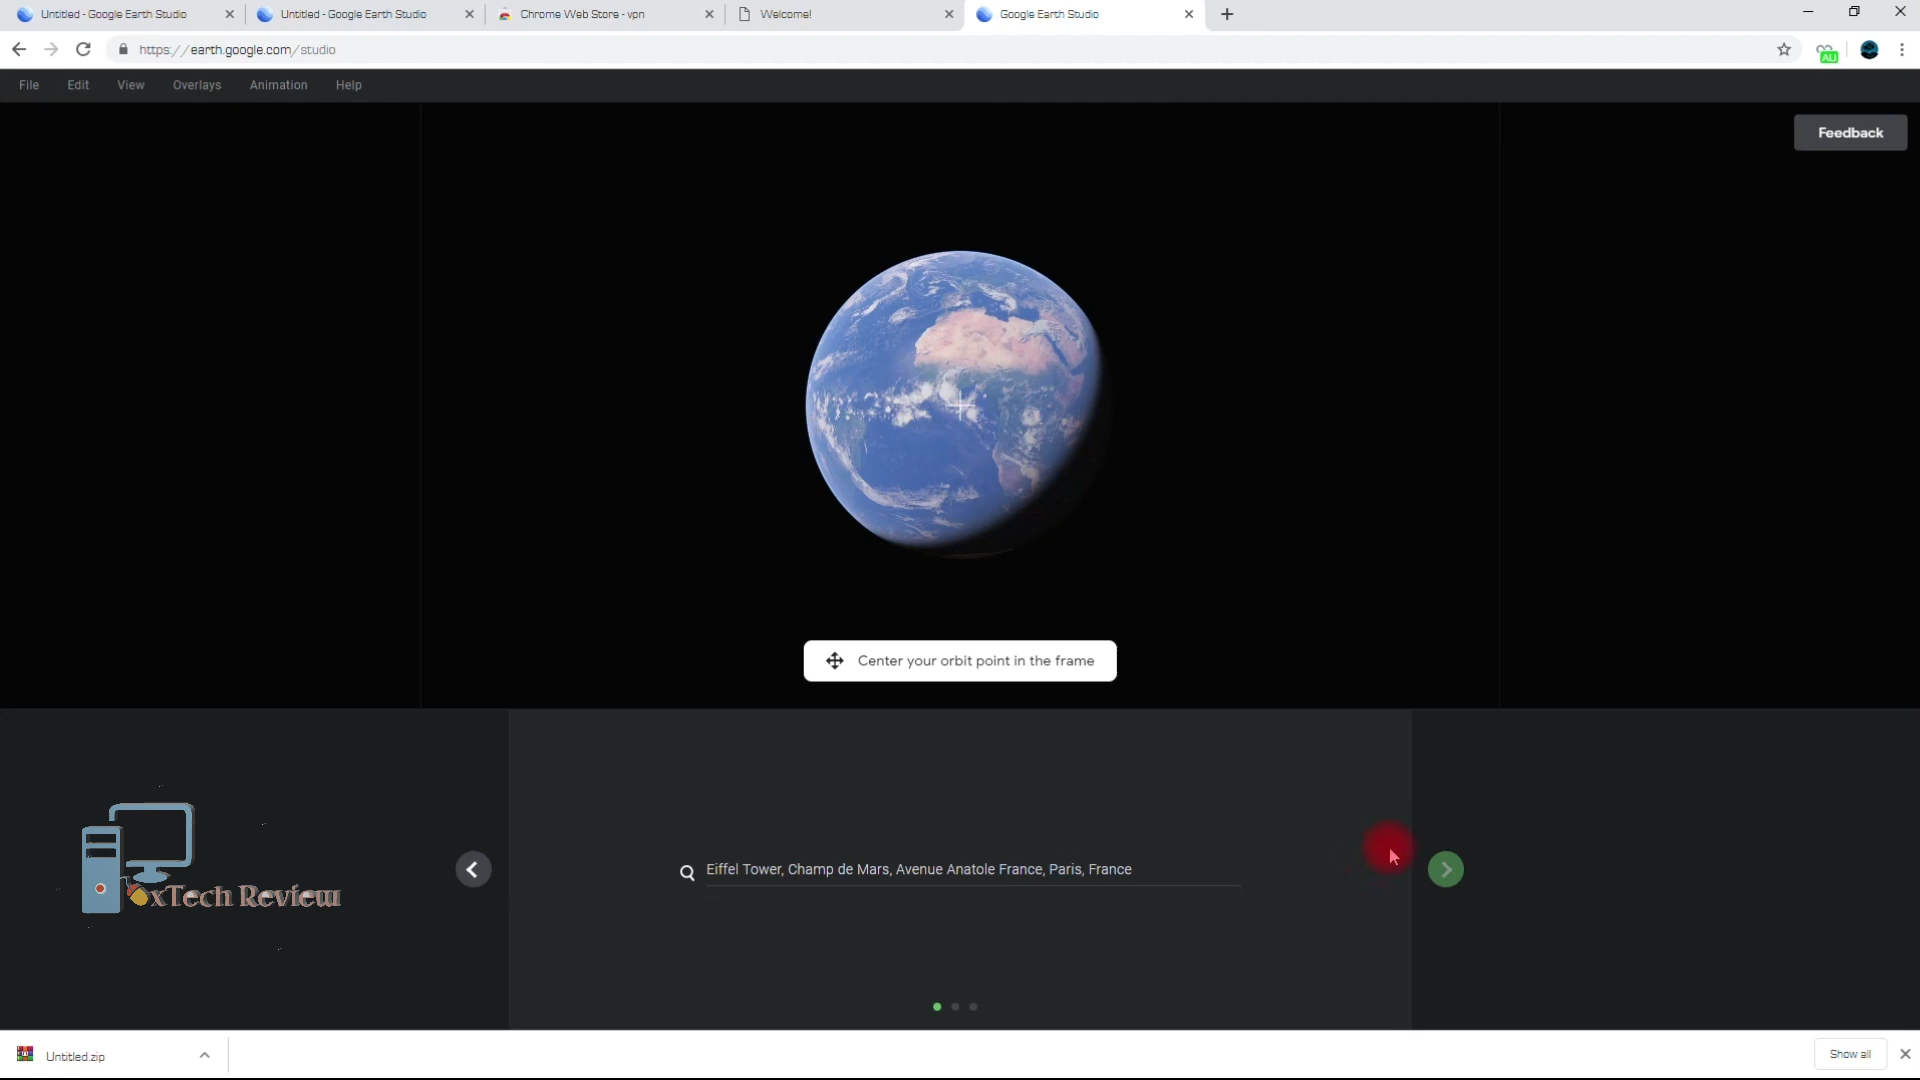 Untitled - Google Earth Studio
Untitled - Google Earth Studio
Chrome Web Store - vpn
Welcome!
Google Earth Studio
https://earth.google.com/studio
AU
File Edit View Overlays Animation Help
Feedback
Center your orbit point in the frame
Eiffel Tower, Champ de Mars, Avenue Anatole France, Paris, France
xTech Review
Untitled.zip
Show all